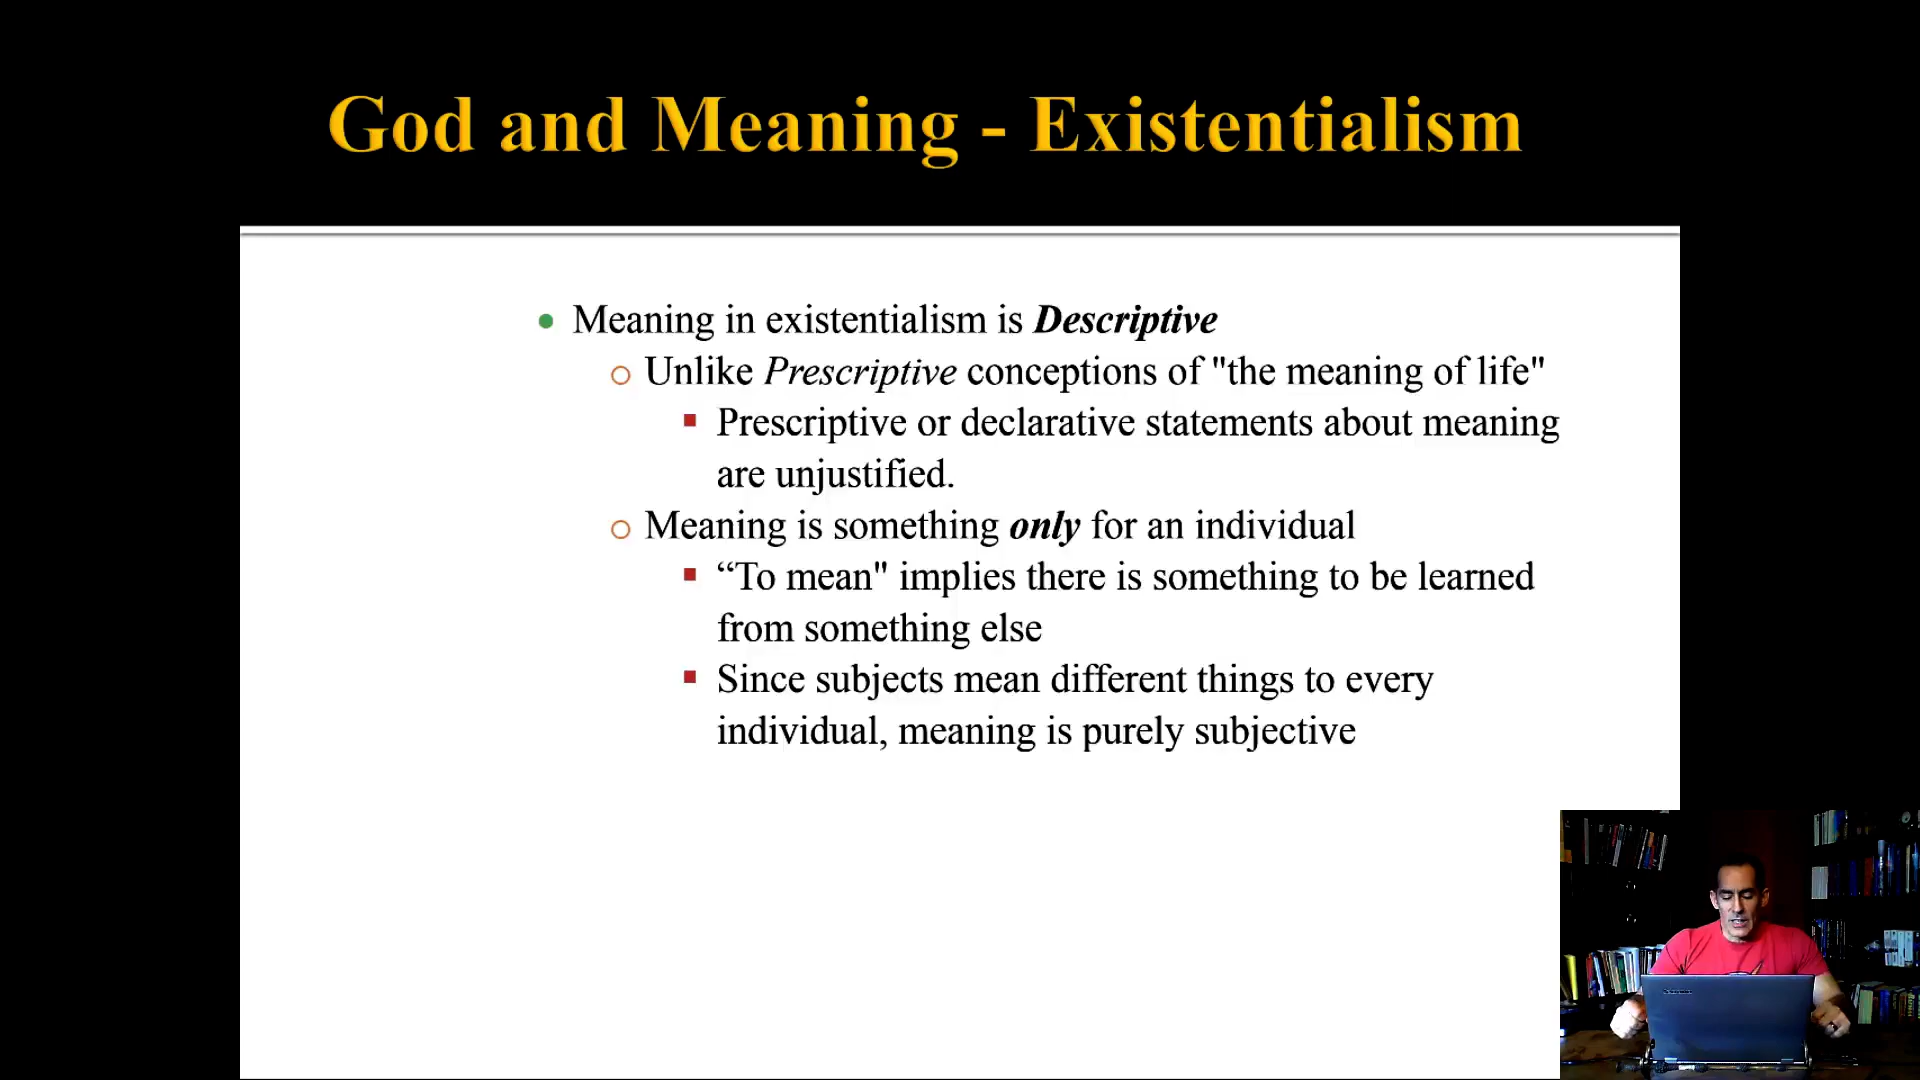 God and Meaning - Existentialism
Meaning in existentialism is Descriptive
Unlike Prescriptive conceptions of "the meaning of life"
Prescriptive or declarative statements about meaning
are unjustified.
Meaning is something only for an individual
“To mean" implies there is something to be learned
from something else
Since subjects mean different things to every
individual, meaning is purely subjective